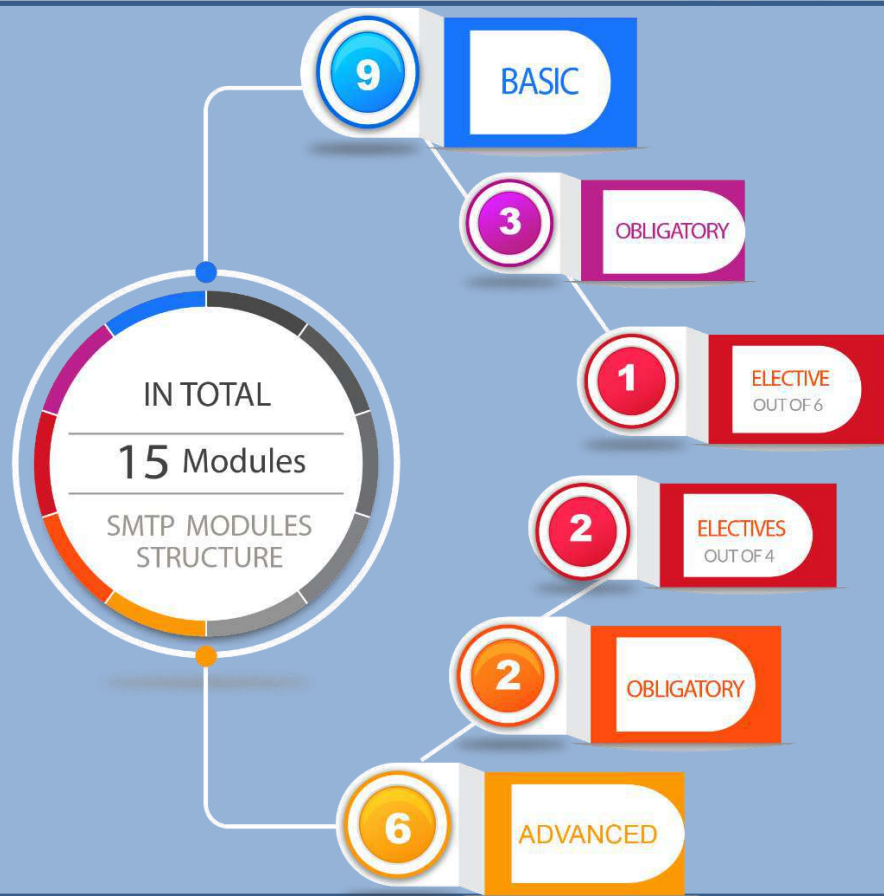 9
BASIC
3
OBLIGATORY
1
ELECTIVE
OUT OF 6
IN TOTAL
15 Modules
SMTP MODULES
STRUCTURE
2
ELECTIVES
OUT OF 4
2
OBLIGATORY
6
ADVANCED